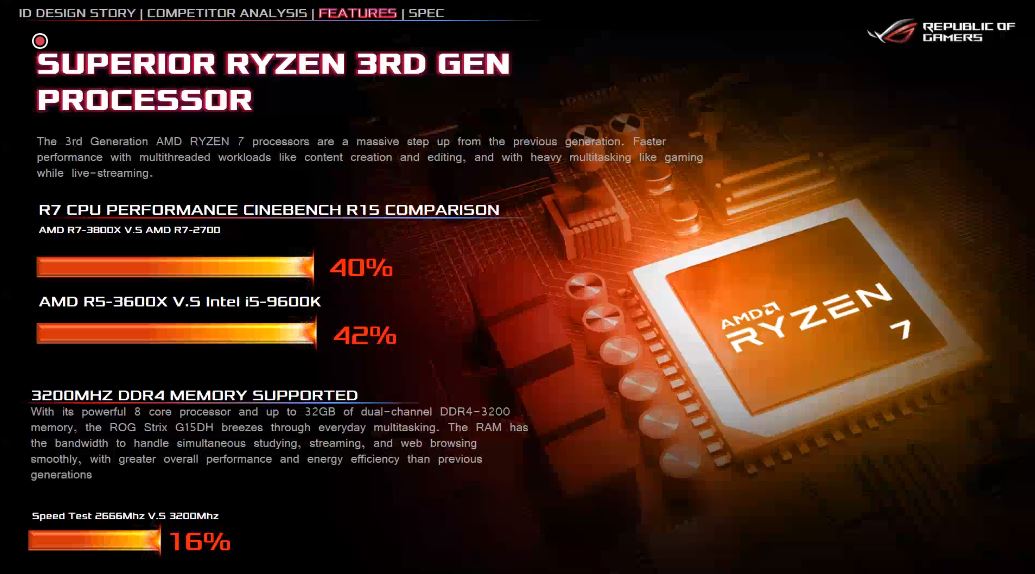 ID DESIGN STORY | COMPETITOR ANALYSIS | FEATURES | SPEC
REPUBLIC OF
GAMERS
SUPERIOR RYZEN 3RD GEN
PROCESSOR
The 3rd Generation AMD RYZEN 7 processors are a massive step up from the previous generation. Faster
performance with multithreaded workloads like content creation and editing, and with heavy multitasking like gaming
while live-streaming.
R7 CPU PERFORMANCE CINEBENCH R15 COMPARISON
AMD R7-3800X V.S AMD R7-2700
40%
AMD R5-3600X V.S Intel i5-9600K
42%
AMD
RYZEN
7
3200MHZ DDR4 MEMORY SUPPORTED
With its powerful 8 core processor and up to 32GB of dual-channel DDR4-3200
memory, the ROG Strix G15DH breezes through everyday multitasking. The RAM has
the bandwidth to handle simultaneous studying, streaming, and web browsing
smoothly, with greater overall performance and energy efficiency than previous
generations
Speed Test 2666Mhz V.S 3200Mhz
16%